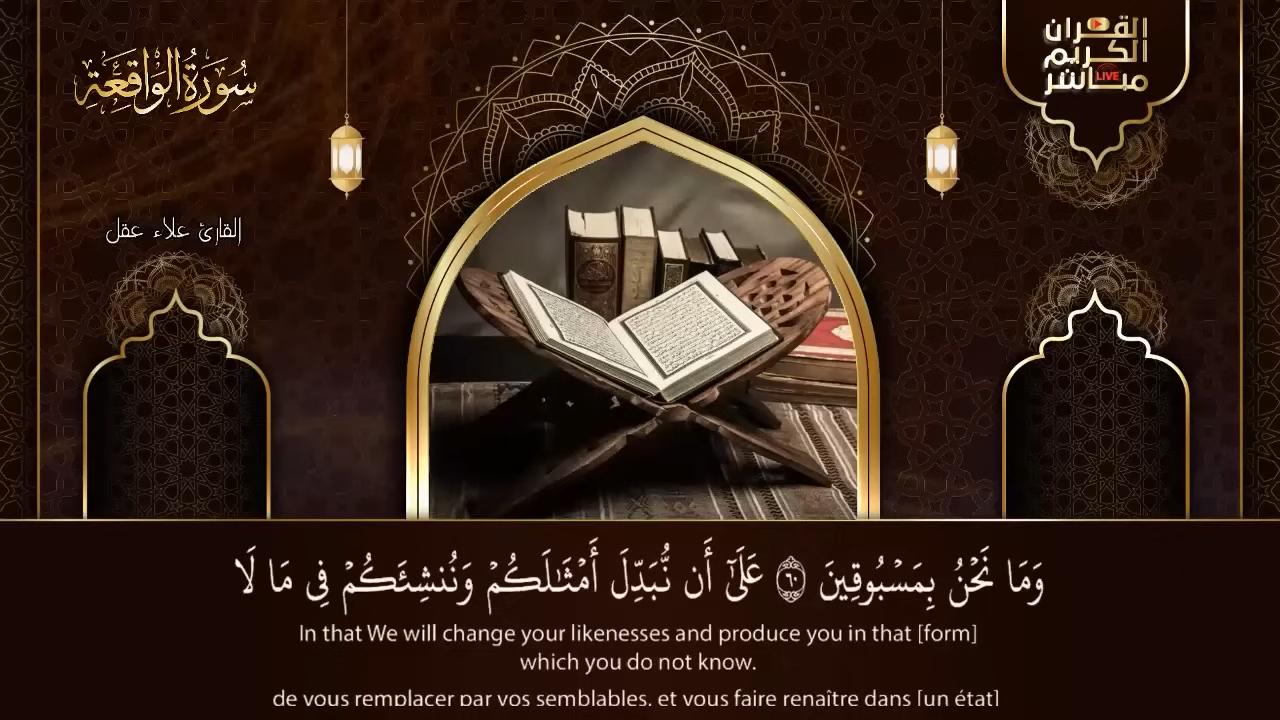 سُورَةُ الوَاقِعَة
القرآن
الكريم
مباشر
LIVE
القارئ علاء عقل
وَمَا نَحۡنُ بِمَسۡبُوقِينَ ٦٠ عَلَىٰٓ أَن نُّبَدِّلَ أَمۡثَٰلَكُمۡ وَنُنشِئَكُمۡ فِي مَا لَا
In that We will change your likenesses and produce you in that [form]
which you do not know.
de vous remplacer par vos semblables, et vous faire renaître dans [un état]